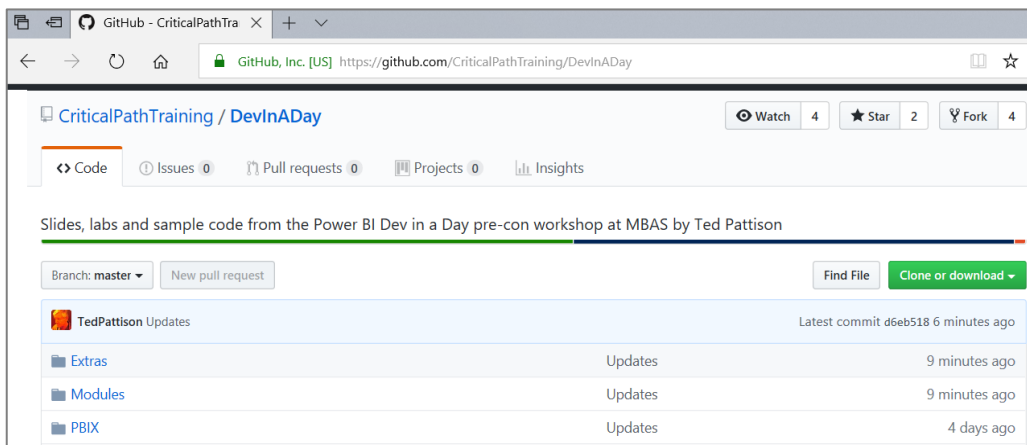 GitHub - CriticalPathTra
GitHub, Inc. [US] https://github.com/CriticalPathTraining/DevInADay
CriticalPathTraining / DevInADay Watch 4 Star 2 Fork 4
Code Issues 0 Pull requests 0 Projects 0 Insights
Slides, labs and sample code from the Power BI Dev in a Day pre-con workshop at MBAS by Ted Pattison
Branch: master New pull request Find File Clone or download
TedPattison Updates Latest commit d6eb518 6 minutes ago
Extras Updates 9 minutes ago
Modules Updates 9 minutes ago
PBIX Updates 4 days ago